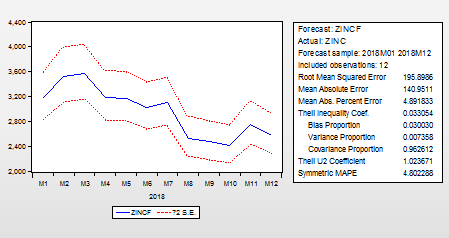 4,400
4,000
3,600
3,200
2,800
2,400
2,000
M1 M2 M3 M4 M5 M6 M7 M8 M9 M10 M11 M12
2018
ZINCF ?2 S.E.
Forecast: ZINCF
Actual: ZINC
Forecast sample: 2018M01 2018M12
Included observations: 12
Root Mean Squared Error 195.8986
Mean Absolute Error 140.9511
Mean Abs. Percent Error 4.891833
Theil Inequality Coef. 0.033054
Bias Proportion 0.030030
Variance Proportion 0.007358
Covariance Proportion 0.962612
Theil U2 Coefficient 1.023671
Symmetric MAPE 4.802288